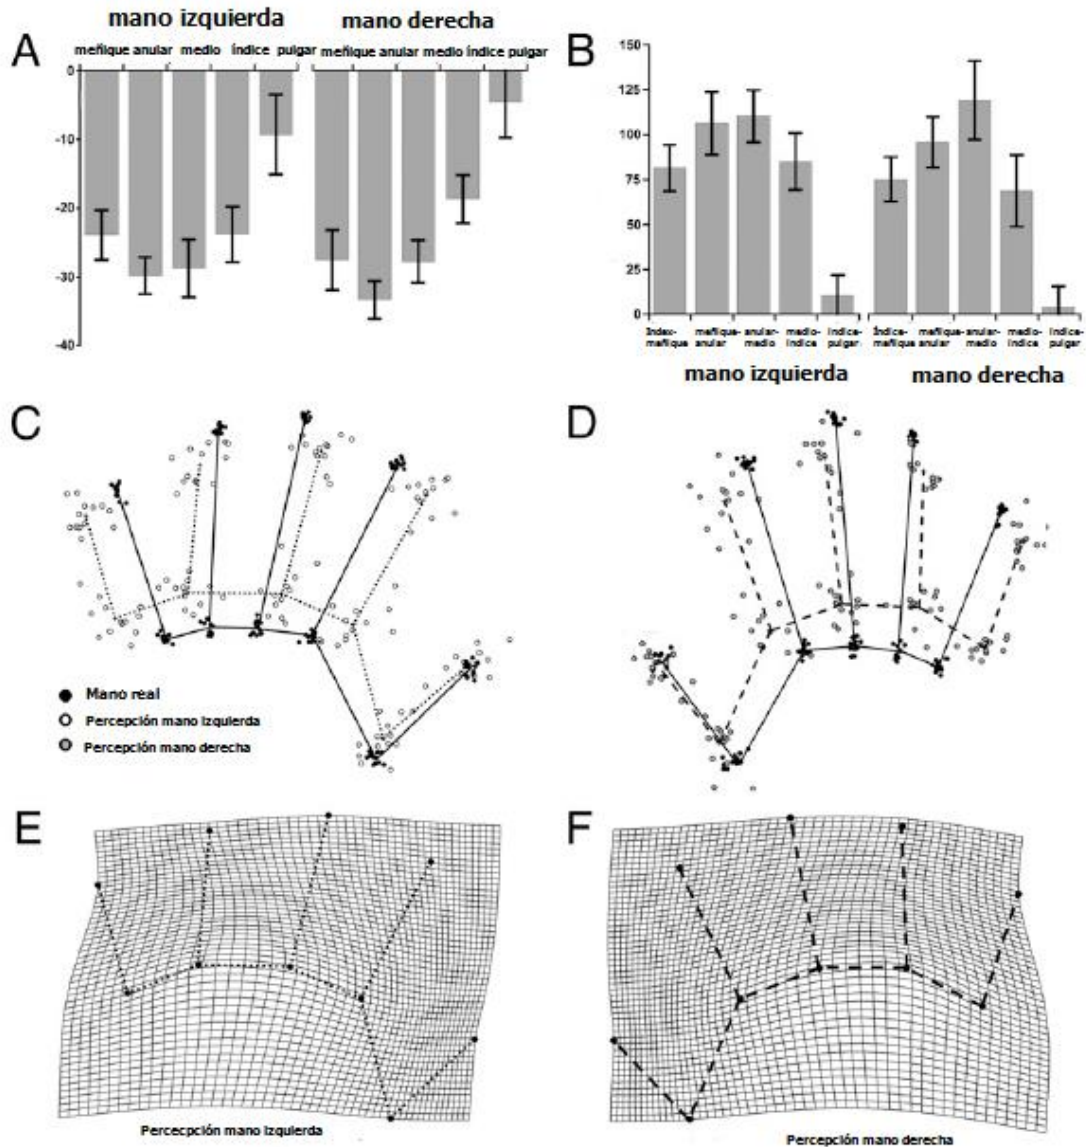 mano izquierda mano derecha
A meñique anular medio índice pulgar meñique anular medio índice pulgar
0
-10
-20
-30
-40
B
150
125
100
75
50
25
0
Index-meñique meñique-anular anular-medio medio-índice índice-pulgar Índice-meñique meñique-anular anular-medio medio-índice índice-pulgar
mano izquierda mano derecha
C
D
Mano real
Percepción mano izquierda
Percepción mano derecha
E
F
Percecpción mano izquierda
Percepción mano derecha